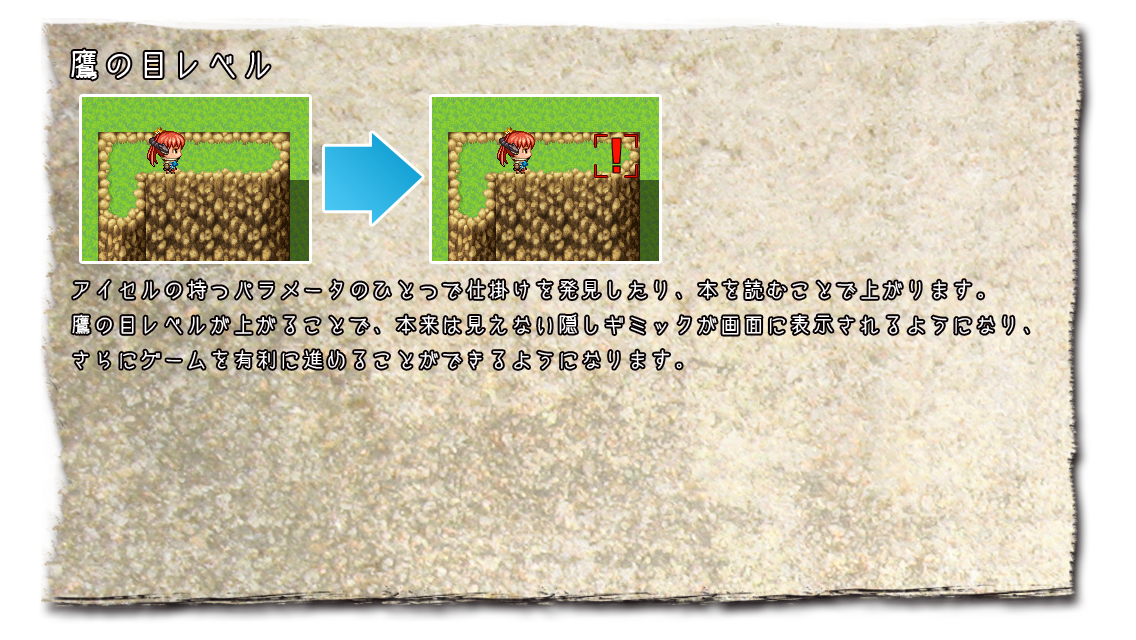 鷹の目レベル
!
アイセルの持つパラメータのひとつで仕掛けを発見したり、本を読むことで上がります。
鷹の目レベルが上がることで、本来は見えない隠しギミックが画面に表示されるようになり、
さらにゲームを有利に進めることができるようになります。